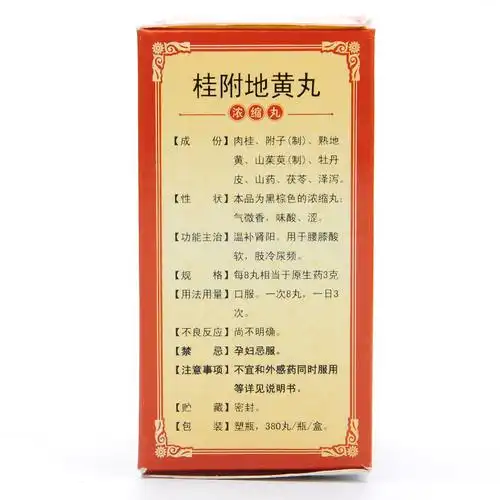 桂附地黄丸
浓缩丸
【成　份】肉桂、附子(制)、熟地
黄、山茱萸(制)、牡丹
皮、山药、茯苓、泽泻。
【性　状】本品为黑棕色的浓缩丸;
气微香，味酸、涩。
【功能主治】温补肾阳。用于腰膝酸
软，肢冷尿频。
【规　格】每8丸相当于原生药3克
【用法用量】口服。一次8丸，一日3
次。
【不良反应】尚不明确。
【禁　忌】孕妇忌服。
【注意事项】不宜和外感药同时服用
等详见说明书。
【贮　藏】密封。
【包　装】塑瓶，380丸/瓶/盒。